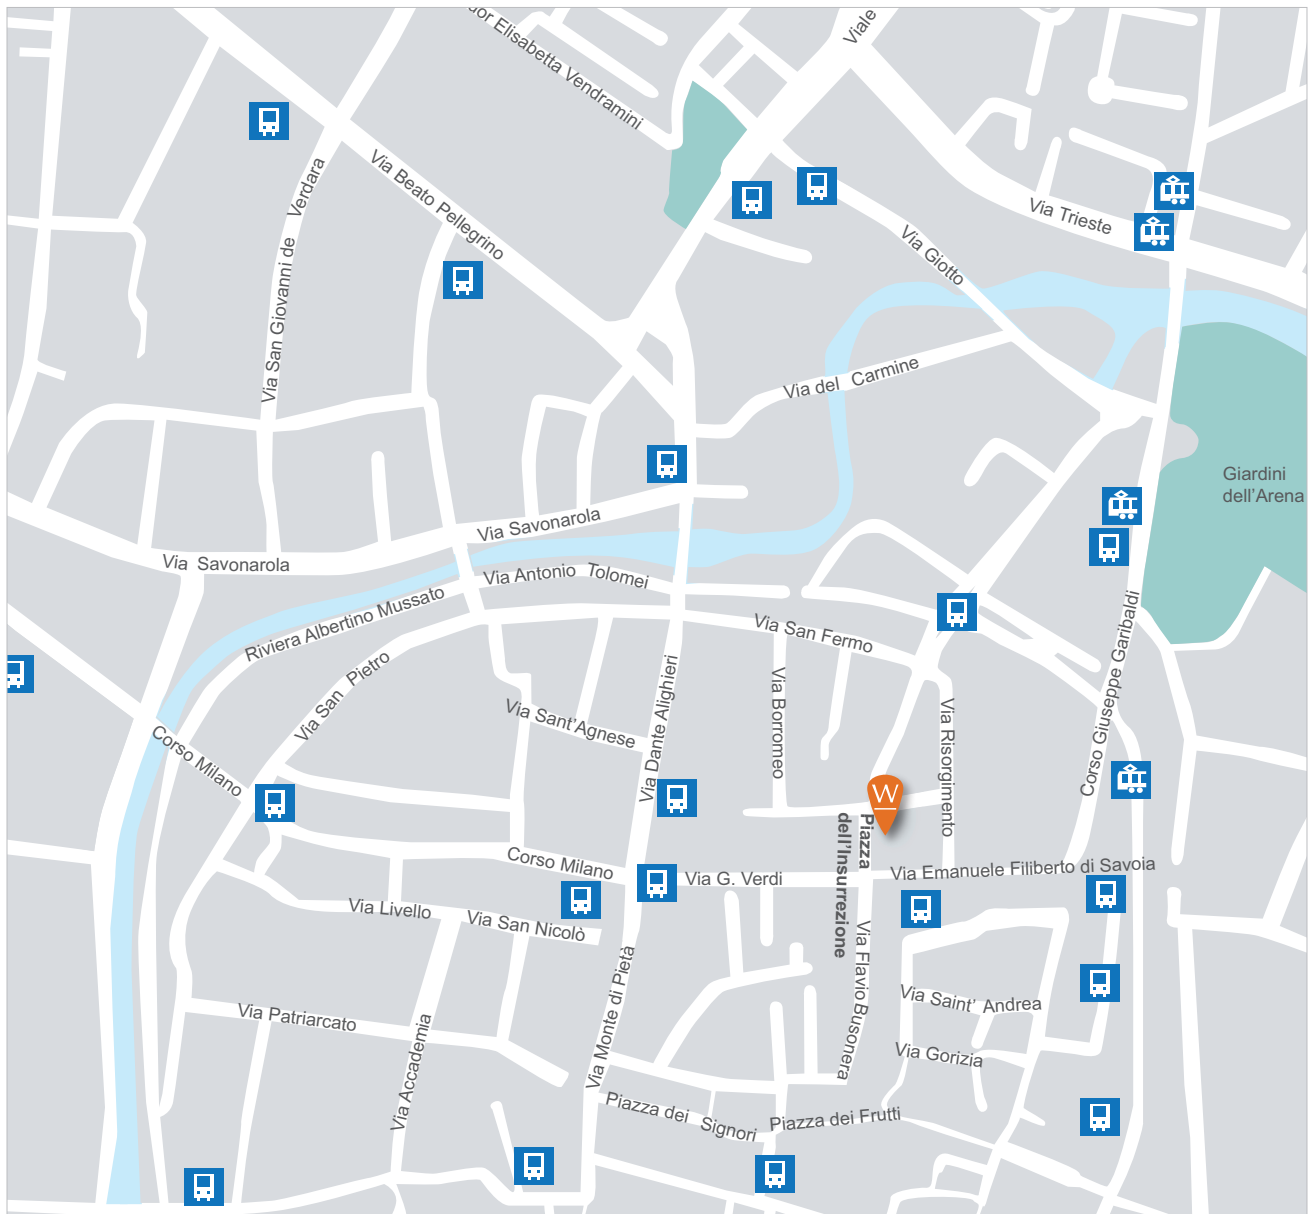 dor Elisabetta Vendramini
Viale
Via San Giovanni de Verdara
Via Beato Pellegrino
Via Trieste
Via Giotto
Via del Carmine
Giardini
dell'Arena
Via Savonarola
Via Savonarola
Via Antonio Tolomei
Riviera Albertino Mussato
Via San Fermo
Via San Pietro
Via Sant'Agnese
Via Dante Alighieri
Via Borromeo
Via Risorgimento
Corso Giuseppe Garibaldi
Corso Milano
W
Piazza
dell'Insurrezione
Corso Milano
Via G. Verdi
Via Emanuele Filiberto di Savoia
Via Livello
Via San Nicolò
Via Flavio Busonera
Via Monte di Pietà
Via Saint' Andrea
Via Patriarcato
Via Accademia
Via Gorizia
Piazza dei Signori
Piazza dei Frutti